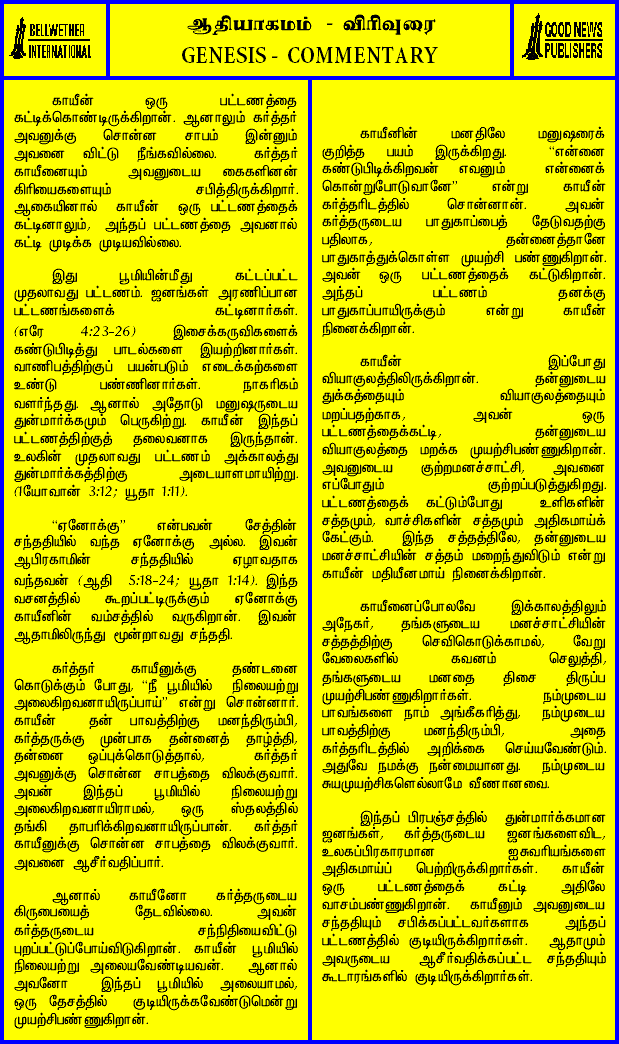 BELLWETHER
INTERNATIONAL
ஆதியாகமம் - விரிவுரை
GENESIS - COMMENTARY
GOOD NEWS
PUBLISHERS
காயீன் ஒரு பட்டணத்தை
கட்டிக்கொண்டிருக்கிறான். ஆனாலும் கர்த்தர்
அவனுக்கு சொன்ன சாபம் இன்னும்
அவனை விட்டு நீங்கவில்லை. கர்த்தர்
காயீனையும் அவனுடைய கைகளினன்
கிரியைகளையும் சபித்திருக்கிறார்.
ஆகையினால் காயீன் ஒரு பட்டணத்தைக்
கட்டினாலும், அந்தப் பட்டணத்தை அவனால்
கட்டி முடிக்க முடியவில்லை.
இது பூமியின்மீது கட்டப்பட்ட
முதலாவது பட்டணம். ஜனங்கள் அரணிப்பான
பட்டணங்களைக் கட்டினார்கள்.
(எரே 4:23-26) இசைக்கருவிகளைக்
கண்டுபிடித்து பாடல்களை இயற்றினார்கள்.
வாணிபத்திற்குப் பயன்படும் எடைக்கற்களை
உண்டு பண்ணினார்கள். நாகரிகம்
வளர்ந்தது. ஆனால் அதோடு மனுஷருடைய
துன்மார்க்கமும் பெருகிற்று. காயீன் இந்தப்
பட்டணத்திற்குத் தலைவனாக இருந்தான்.
உலகின் முதலாவது பட்டணம் அக்காலத்து
துன்மார்க்கத்திற்கு அடையாளமாயிற்று.
(1யோவான் 3:12; யூதா 1:11).
“ஏனோக்கு” என்பவன் சேத்தின்
சந்ததியில் வந்த ஏனோக்கு அல்ல. இவன்
ஆபிரகாமின் சந்ததியில் ஏழாவதாக
வந்தவன் (ஆதி 5:18-24; யூதா 1:14). இந்த
வசனத்தில் கூறப்பட்டிருக்கும் ஏனோக்கு
காயீனின் வம்சத்தில் வருகிறான். இவன்
ஆதாமிலிருந்து மூன்றாவது சந்ததி.
கர்த்தர் காயீனுக்கு தண்டனை
கொடுக்கும் போது, “நீ பூமியில் நிலையற்று
அலைகிறவனாயிருப்பாய்” என்று சொன்னார்.
காயீன் தன் பாவத்திற்கு மனந்திரும்பி,
கர்த்தருக்கு முன்பாக தன்னைத் தாழ்த்தி,
தன்னை ஒப்புக்கொடுத்தால், கர்த்தர்
அவனுக்கு சொன்ன சாபத்தை விலக்குவார்.
அவன் இந்தப் பூமியில் நிலையற்று
அலைகிறவனாயிராமல், ஒரு ஸ்தலத்தில்
தங்கி தாபரிக்கிறவனாயிருப்பான். கர்த்தர்
காயீனுக்கு சொன்ன சாபத்தை விலக்குவார்.
அவனை ஆசீர்வதிப்பார்.
ஆனால் காயீனோ கர்த்தருடைய
கிருபையைத் தேடவில்லை. அவன்
கர்த்தருடைய சந்நிதியைவிட்டு
புறப்பட்டுப்போய்விடுகிறான். காயீன் பூமியில்
நிலையற்று அலையவேண்டியவன். ஆனால்
அவனோ இந்தப் பூமியில் அலையாமல்,
ஒரு தேசத்தில் குடியிருக்கவேண்டுமென்று
முயற்சிபண்ணுகிறான்.
காயீனின் மனதிலே மனுஷரைக்
குறித்த பயம் இருக்கிறது. “என்னை
கண்டுபிடிக்கிறவன் எவனும் என்னைக்
கொன்றுபோடுவானே” என்று காயீன்
கர்த்தரிடத்தில் சொன்னான். அவன்
கர்த்தருடைய பாதுகாப்பைத் தேடுவதற்கு
பதிலாக, தன்னைத்தானே
பாதுகாத்துக்கொள்ள முயற்சி பண்ணுகிறான்.
அவன் ஒரு பட்டணத்தைக் கட்டுகிறான்.
அந்தப் பட்டணம் தனக்கு
பாதுகாப்பாயிருக்கும் என்று காயீன்
நினைக்கிறான்.
காயீன் இப்போது
வியாகுலத்திலிருக்கிறான். தன்னுடைய
துக்கத்தையும் வியாகுலத்தையும்
மறப்பதற்காக, அவன் ஒரு
பட்டணத்தைக்கட்டி, தன்னுடைய
வியாகுலத்தை மறக்க முயற்சிபண்ணுகிறான்.
அவனுடைய குற்றமனச்சாட்சி, அவனை
எப்போதும் குற்றப்படுத்துகிறது.
பட்டணத்தைக் கட்டும்போது உளிகளின்
சத்தமும், வாச்சிகளின் சத்தமும் அதிகமாய்க்
கேட்கும். இந்த சத்தத்திலே, தன்னுடைய
மனச்சாட்சியின் சத்தம் மறைந்துவிடும் என்று
காயீன் மதியீனமாய் நினைக்கிறான்.
காயீனைப்போலவே இக்காலத்திலும்
அநேகர், தங்களுடைய மனச்சாட்சியின்
சத்தத்திற்கு செவிகொடுக்காமல், வேறு
வேலைகளில் கவனம் செலுத்தி,
தங்களுடைய மனதை திசை திருப்ப
முயற்சிபண்ணுகிறார்கள். நம்முடைய
பாவங்களை நாம் அங்கீகரித்து, நம்முடைய
பாவத்திற்கு மனந்திரும்பி, அதை
கர்த்தரிடத்தில் அறிக்கை செய்யவேண்டும்.
அதுவே நமக்கு நன்மையானது. நம்முடைய
சுயமுயற்சிகளெல்லாமே வீணானவை.
இந்தப் பிரபஞ்சத்தில் துன்மார்க்கமான
ஜனங்கள், கர்த்தருடைய ஜனங்களைவிட,
உலகப்பிரகாரமான ஐசுவரியங்களை
அதிகமாய்ப் பெற்றிருக்கிறார்கள். காயீன்
ஒரு பட்டணத்தைக் கட்டி அதிலே
வாசம்பண்ணுகிறான். காயீனும் அவனுடைய
சந்ததியும் சபிக்கப்பட்டவர்களாக அந்தப்
பட்டணத்தில் குடியிருக்கிறார்கள். ஆதாமும்
அவருடைய ஆசீர்வதிக்கப்பட்ட சந்ததியும்
கூடாரங்களில் குடியிருக்கிறார்கள்.